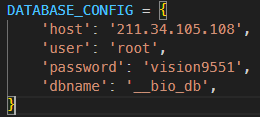 DATABASE_CONFIG = {
    'host': '211.34.105.108',
    'user': 'root',
    'password': 'vision9551',
    'dbname': '__bio_db',
}